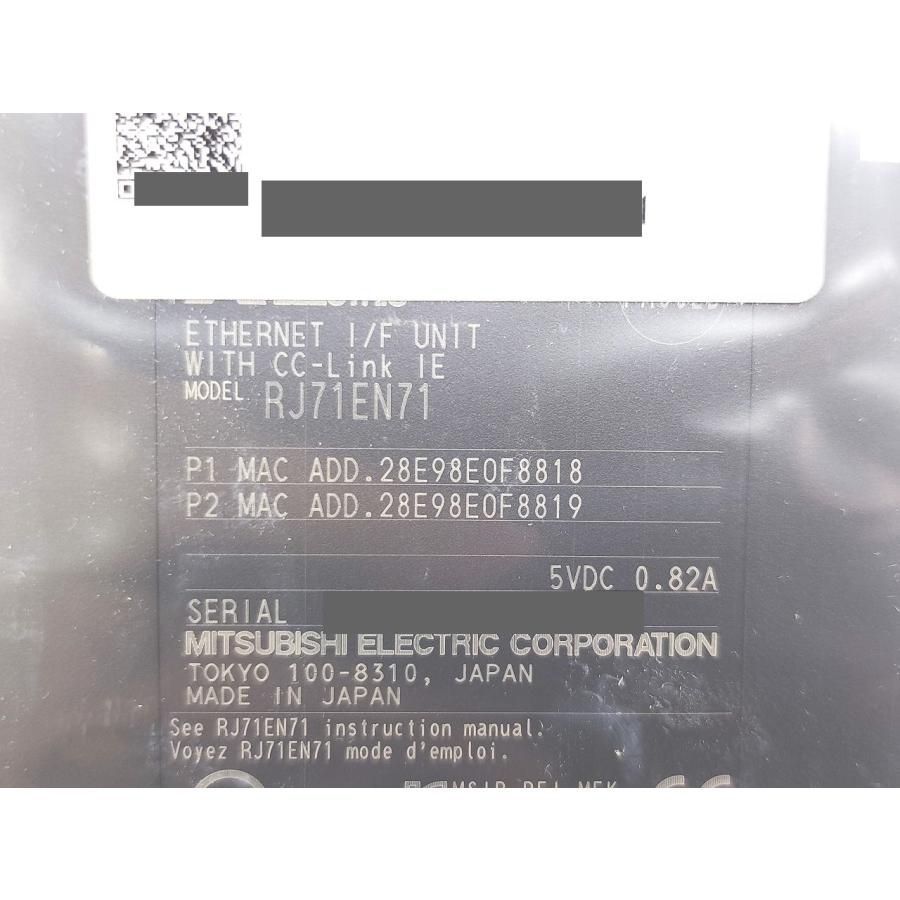 ETHERNET I/F UNIT
WITH CC-Link IE
MODEL RJ71EN71
P1 MAC ADD.28E98E0F8818
P2 MAC ADD.28E98E0F8819
5VDC 0.82A
SERIAL
MITSUBISHI ELECTRIC CORPORATION
TOKYO 100-8310, JAPAN
MADE IN JAPAN
See RJ71EN71 instruction manual.
Voyez RJ71EN71 mode d'emploi.